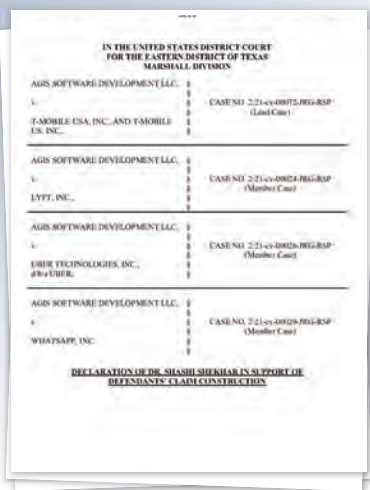 IN THE UNITED STATES DISTRICT COURT
FOR THE EASTERN DISTRICT OF TEXAS
MARSHALL DIVISION
AGIS SOFTWARE DEVELOPMENT LLC, §
v. §
T-MOBILE USA, INC., AND T-MOBILE §
US, INC., §
CASE NO. 2:21-cv-00072-JRG-RSP
(Lead Case)
AGIS SOFTWARE DEVELOPMENT LLC, §
v. §
LYFT, INC., §
CASE NO. 2:21-cv-00024-JRG-RSP
(Member Case)
AGIS SOFTWARE DEVELOPMENT LLC, §
v. §
UBER TECHNOLOGIES, INC., §
d/b/a UBER, §
CASE NO. 2:21-cv-00026-JRG-RSP
(Member Case)
AGIS SOFTWARE DEVELOPMENT LLC, §
v. §
WHATSAPP, INC. §
CASE NO. 2:21-cv-00029-JRG-RSP
(Member Case)
DECLARATION OF DR. SHASHI SHEKHAR IN SUPPORT OF
DEFENDANTS' CLAIM CONSTRUCTION